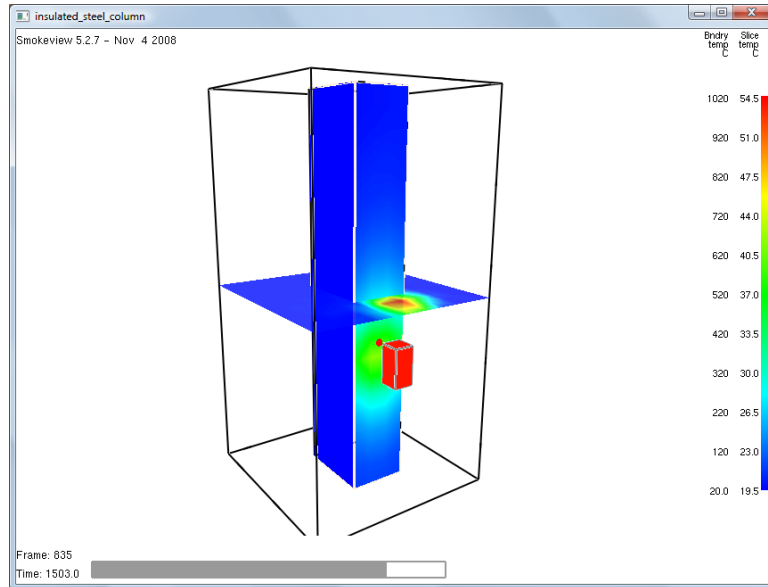 insulated_steel_column
Smokeview 5.2.7 - Nov 4 2008
Bndry Slice
temp temp
C C
1020 54.5
920 51.0
820 47.5
720 44.0
620 40.5
520 37.0
420 33.5
320 30.0
220 26.5
120 23.0
20.0 19.5
Frame: 835
Time: 1503.0